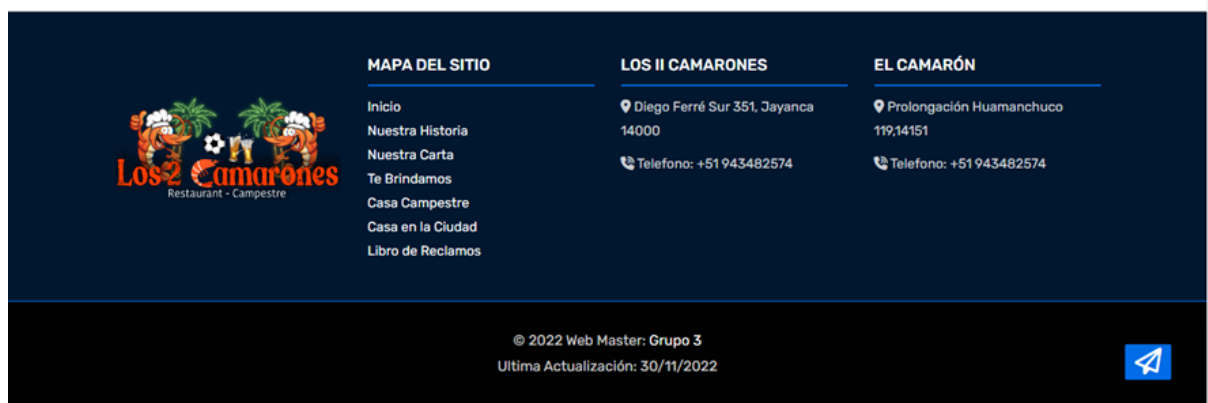 Los 2 Camarones
Restaurant - Campestre
MAPA DEL SITIO
Inicio
Nuestra Historia
Nuestra Carta
Te Brindamos
Casa Campestre
Casa en la Ciudad
Libro de Reclamos
LOS II CAMARONES
Diego Ferré Sur 351, Jayanca
14000
Telefono: +51 943482574
EL CAMARÓN
Prolongación Huamanchuco
119,14151
Telefono: +51 943482574
© 2022 Web Master: Grupo 3
Ultima Actualización: 30/11/2022